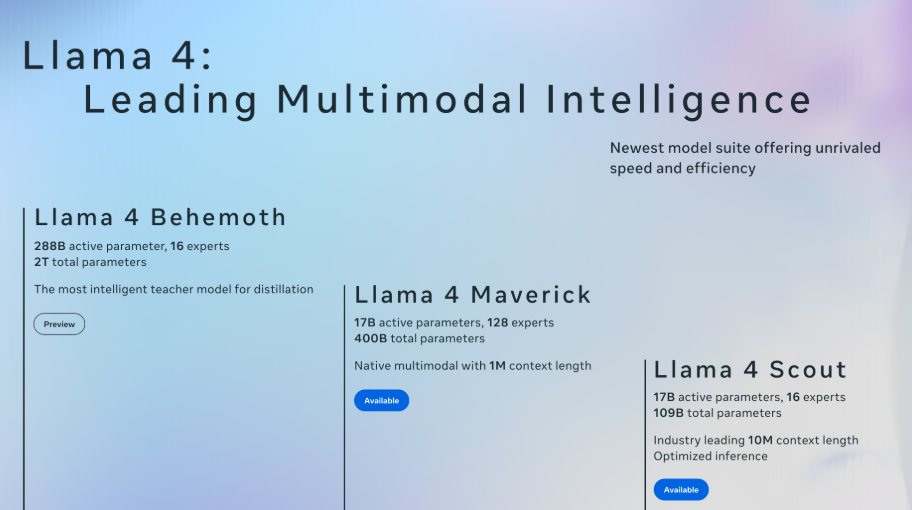 Llama 4:
Leading Multimodal Intelligence
Newest model suite offering unrivaled
speed and efficiency
Llama 4 Behemoth
288B active parameter, 16 experts
2T total parameters
The most intelligent teacher model for distillation
Preview
Llama 4 Maverick
17B active parameters, 128 experts
400B total parameters
Native multimodal with 1M context length
Available
Llama 4 Scout
17B active parameters, 16 experts
109B total parameters
Industry leading 10M context length
Optimized inference
Available